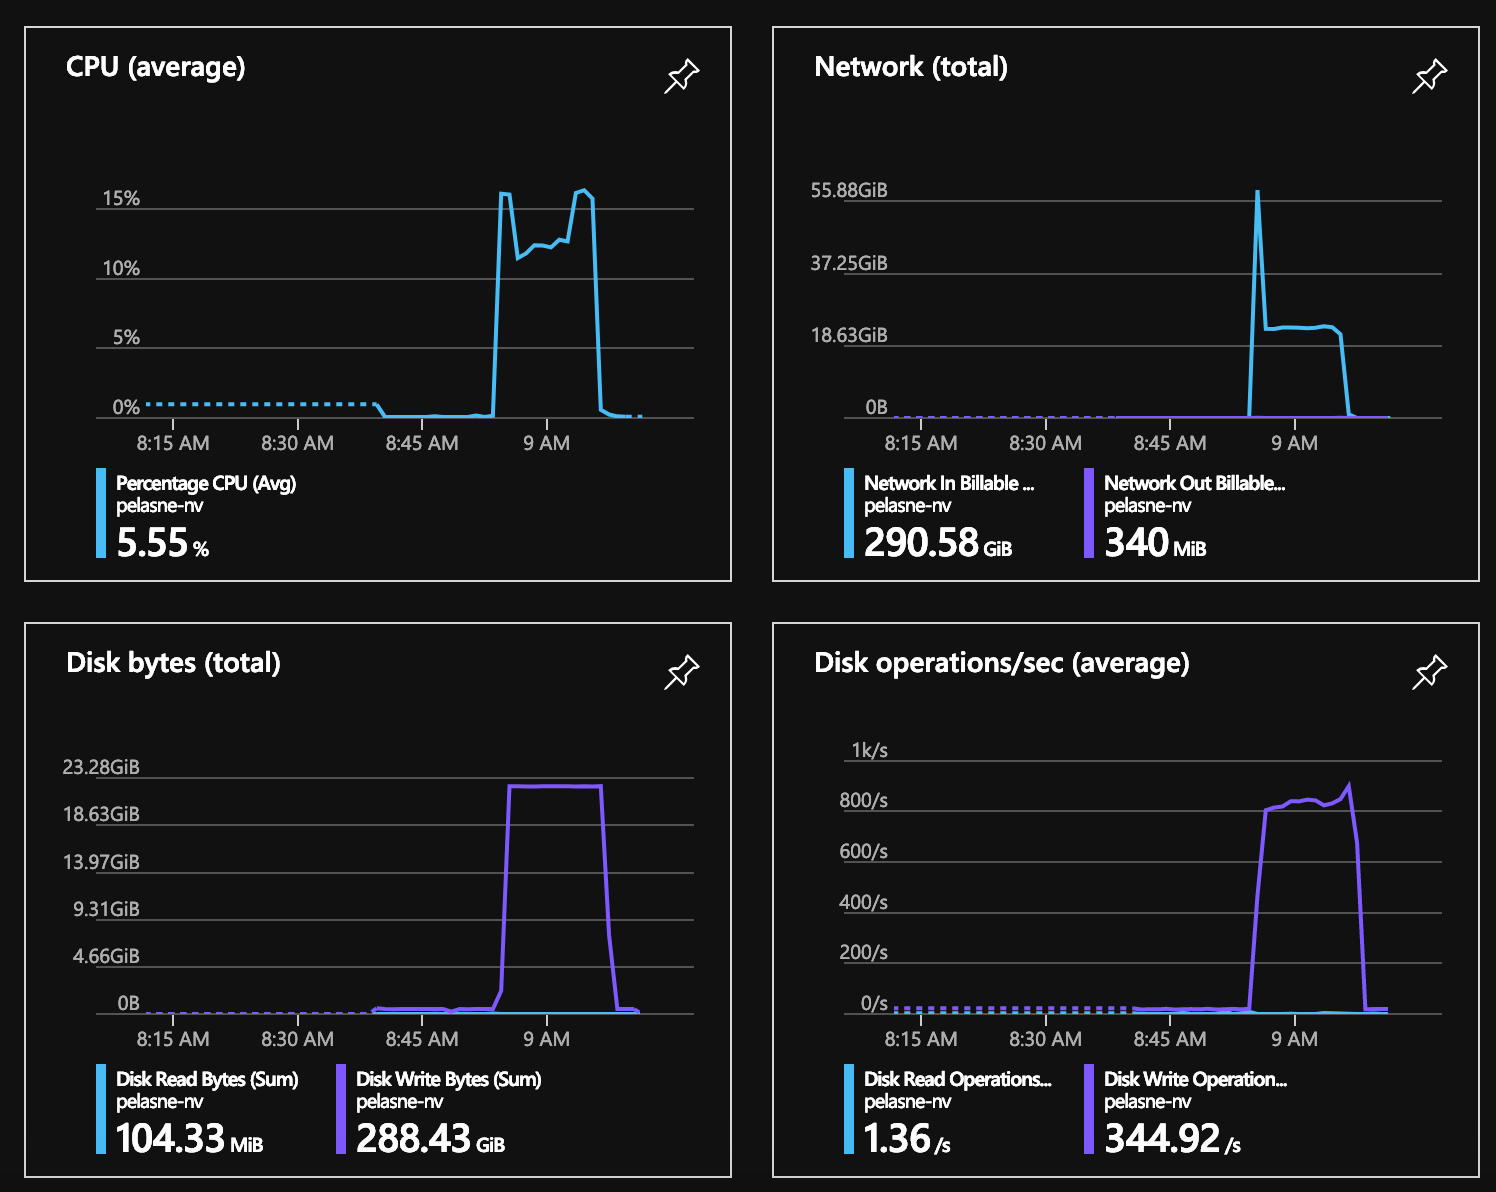 CPU (average)
15%
10%
5%
0%
8:15 AM 8:30 AM 8:45 AM 9 AM
Percentage CPU (Avg)
pelasne-nv
5.55 %
Network (total)
55.88GiB
37.25GiB
18.63GiB
0B
8:15 AM 8:30 AM 8:45 AM 9 AM
Network In Billable ...
pelasne-nv
290.58 GiB
Network Out Billable...
pelasne-nv
340 MiB
Disk bytes (total)
23.28GiB
18.63GiB
13.97GiB
9.31GiB
4.66GiB
0B
8:15 AM 8:30 AM 8:45 AM 9 AM
Disk Read Bytes (Sum)
pelasne-nv
104.33 MiB
Disk Write Bytes (Sum)
pelasne-nv
288.43 GiB
Disk operations/sec (average)
1k/s
800/s
600/s
400/s
200/s
0/s
8:15 AM 8:30 AM 8:45 AM 9 AM
Disk Read Operations...
pelasne-nv
1.36 /s
Disk Write Operation...
pelasne-nv
344.92 /s